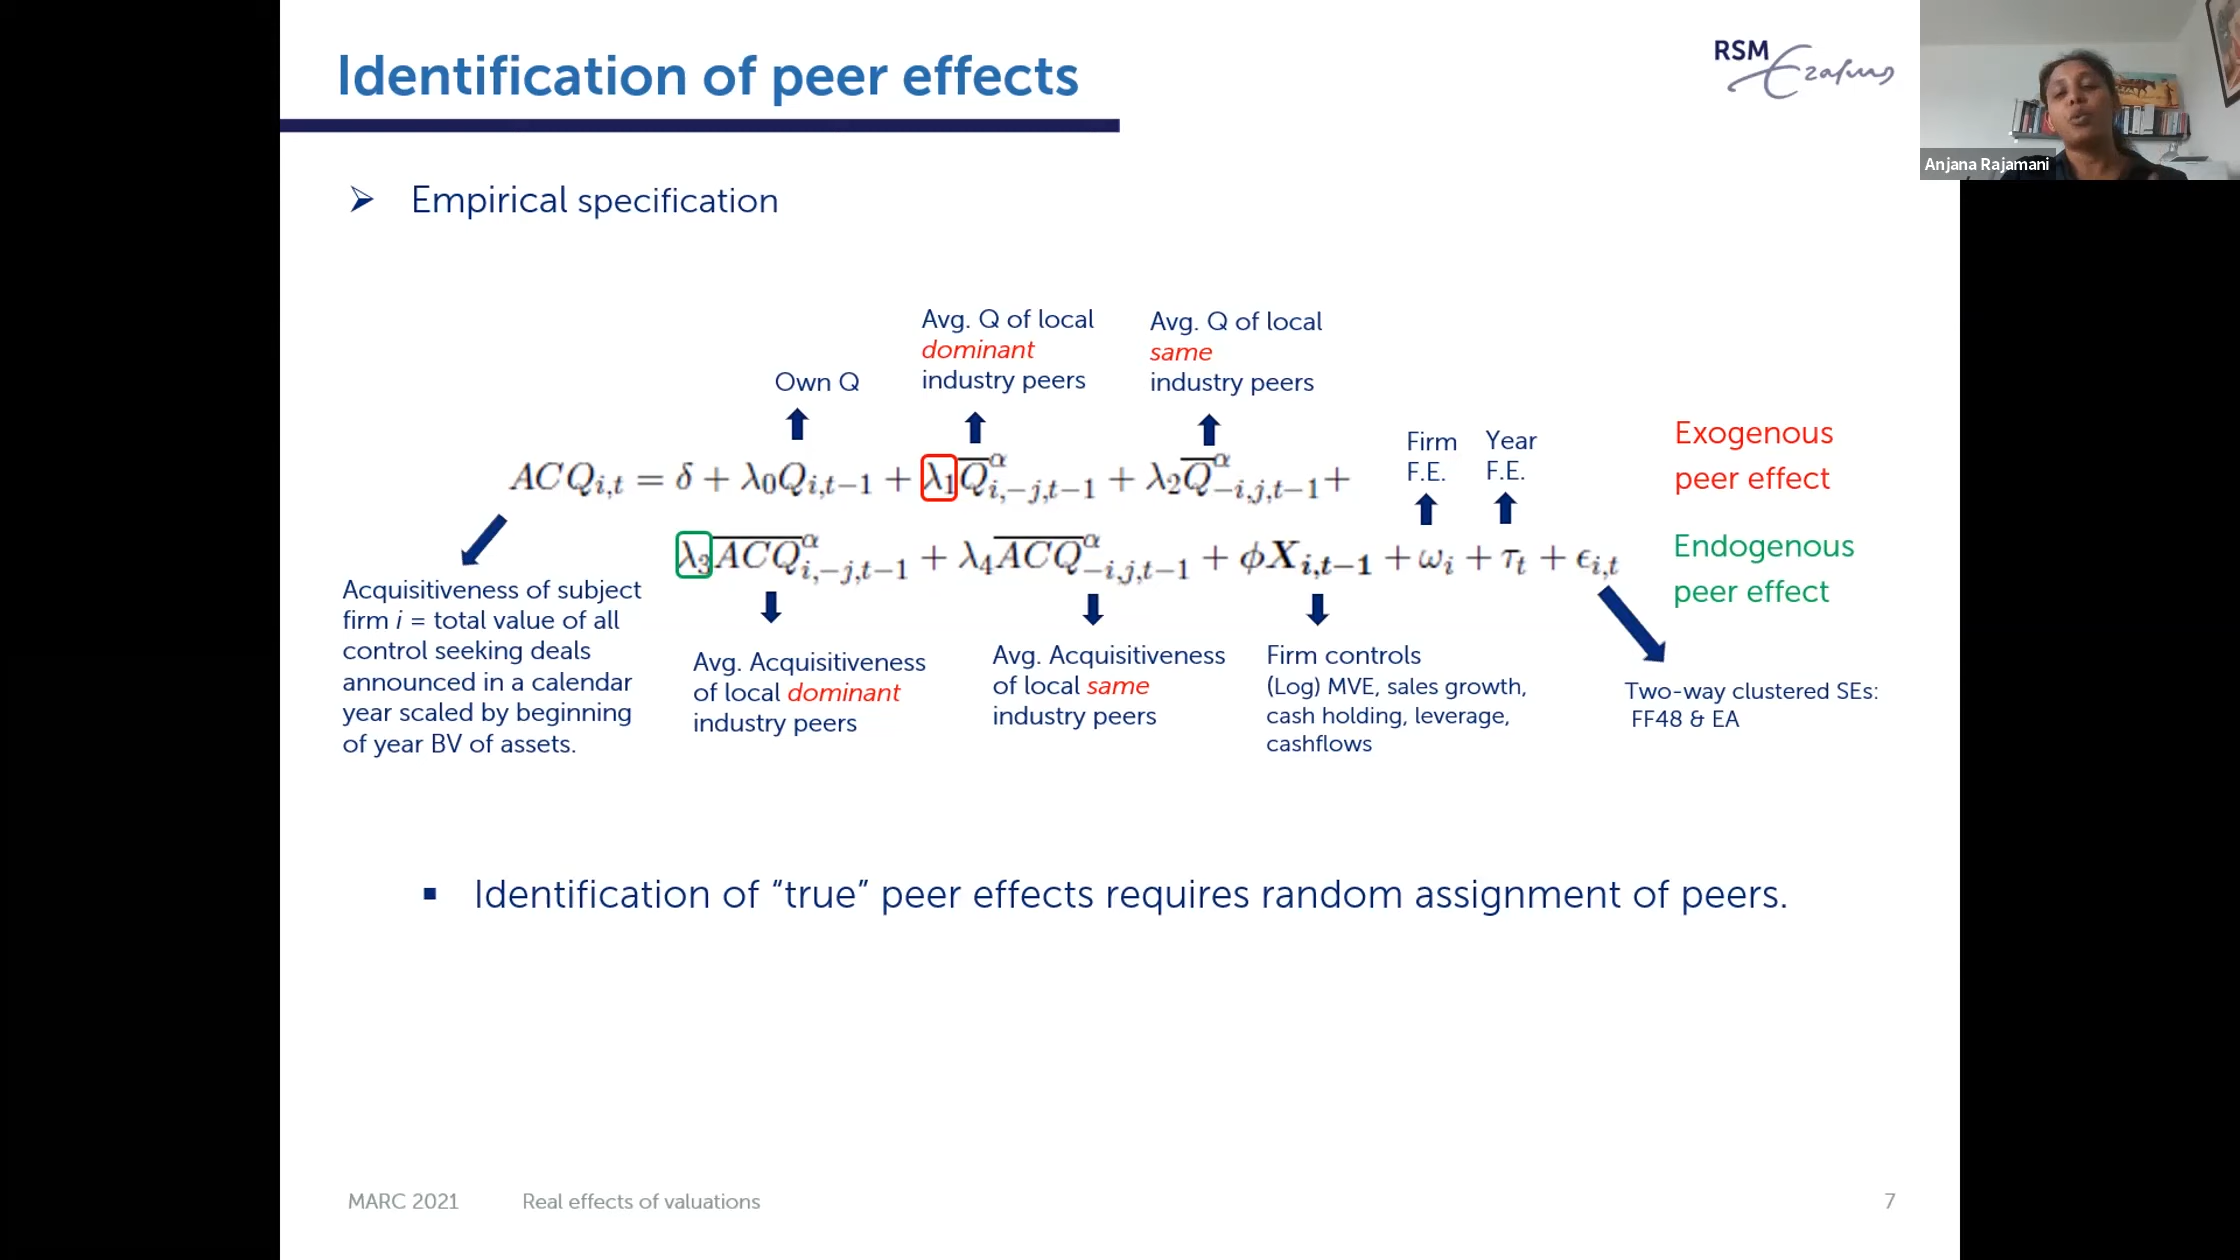 Identification of peer effects
RSM
Erasmus
Anjana Rajamani
Empirical specification
Avg. Q of local
dominant
industry peers
Avg. Q of local
same
industry peers
Own Q
Firm
F.E.
Year
F.E.
Exogenous
peer effect
ACQ_{i,t} = δ + λ_0 Q_{i,t−1} + λ_1 \overline{Q}^α_{i,−j,t−1} + λ_2 \overline{Q}^α_{−i,j,t−1} +
λ_3 \overline{ACQ}^α_{i,−j,t−1} + λ_4 \overline{ACQ}^α_{−i,j,t−1} + ϕX_{i,t−1} + ω_i + τ_t + ϵ_{i,t}
Endogenous
peer effect
Acquisitiveness of subject
firm i = total value of all
control seeking deals
announced in a calendar
year scaled by beginning
of year BV of assets.
Avg. Acquisitiveness
of local dominant
industry peers
Avg. Acquisitiveness
of local same
industry peers
Firm controls
(Log) MVE, sales growth,
cash holding, leverage,
cashflows
Two-way clustered SEs:
FF48 & EA
Identification of “true” peer effects requires random assignment of peers.
MARC 2021
Real effects of valuations
7